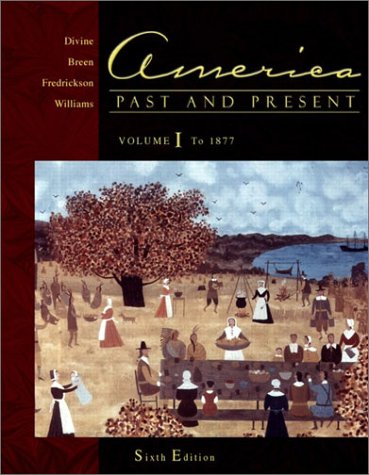 Divine
Breen
Fredrickson
Williams
America
PAST AND PRESENT
VOLUME I TO 1877
Sixth Edition